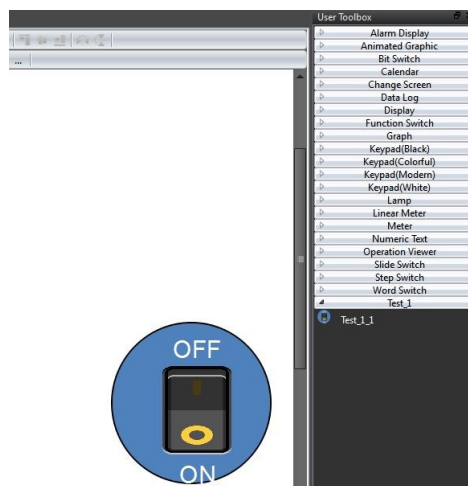 User Toolbox
Alarm Display
Animated Graphic
Bit Switch
Calendar
Change Screen
Data Log
Display
Function Switch
Graph
Keypad(Black)
Keypad(Colorful)
Keypad(Modern)
Keypad(White)
Lamp
Linear Meter
Meter
Numeric Text
Operation Viewer
Slide Switch
Step Switch
Word Switch
Test_1
Test_1_1
...
OFF
ON